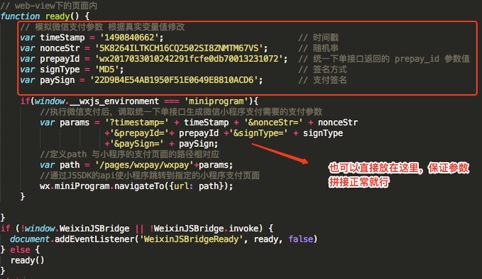 // web-view下的页面内
function ready() {
// 模拟微信支付参数 根据真实变量值修改
var timeStamp = '1490840662'; // 时间戳
var nonceStr = '5K8264ILTKCH16CQ2502SI8ZNMTM67VS'; // 随机串
var prepayId = 'wx2017033010242291fcfe0db70013231072'; // 统一下单接口返回的 prepay_id 参数值
var signType = 'MD5'; // 签名方式
var paySign = '22D9B4E54AB1950F51E0649E8810ACD6'; // 支付签名
if(window.__wxjs_environment === 'miniprogram'){
//执行微信支付后, 调取统一下单接口生成微信小程序支付需要的支付参数
var params = '?timestamp=' + timeStamp + '&nonceStr=' + nonceStr
+'&prepayId='+ prepayId +'&signType=' + signType
+'&paySign=' + paySign;
//定义path 与小程序的支付页面的路径相对应
var path = '/pages/wxpay/wxpay'+params;
//通过JSSDK的api使小程序跳转到指定的小程序支付页面
wx.miniProgram.navigateTo({url: path});
}
也可以直接放在这里，保证参数
拼接正常就行
}
if (!window.WeixinJSBridge || !WeixinJSBridge.invoke) {
document.addEventListener('WeixinJSBridgeReady', ready, false)
} else {
ready()
}